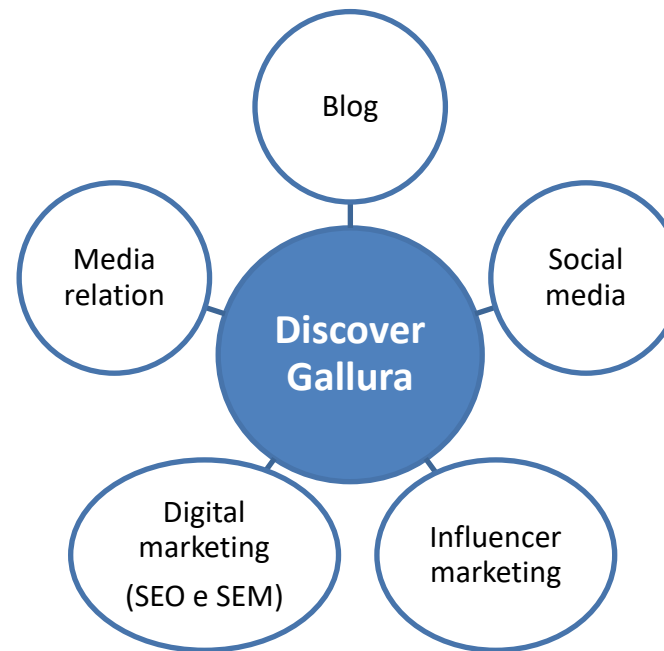 Blog
Media
relation
Social
media
Discover
Gallura
Digital
marketing
(SEO e SEM)
Influencer
marketing